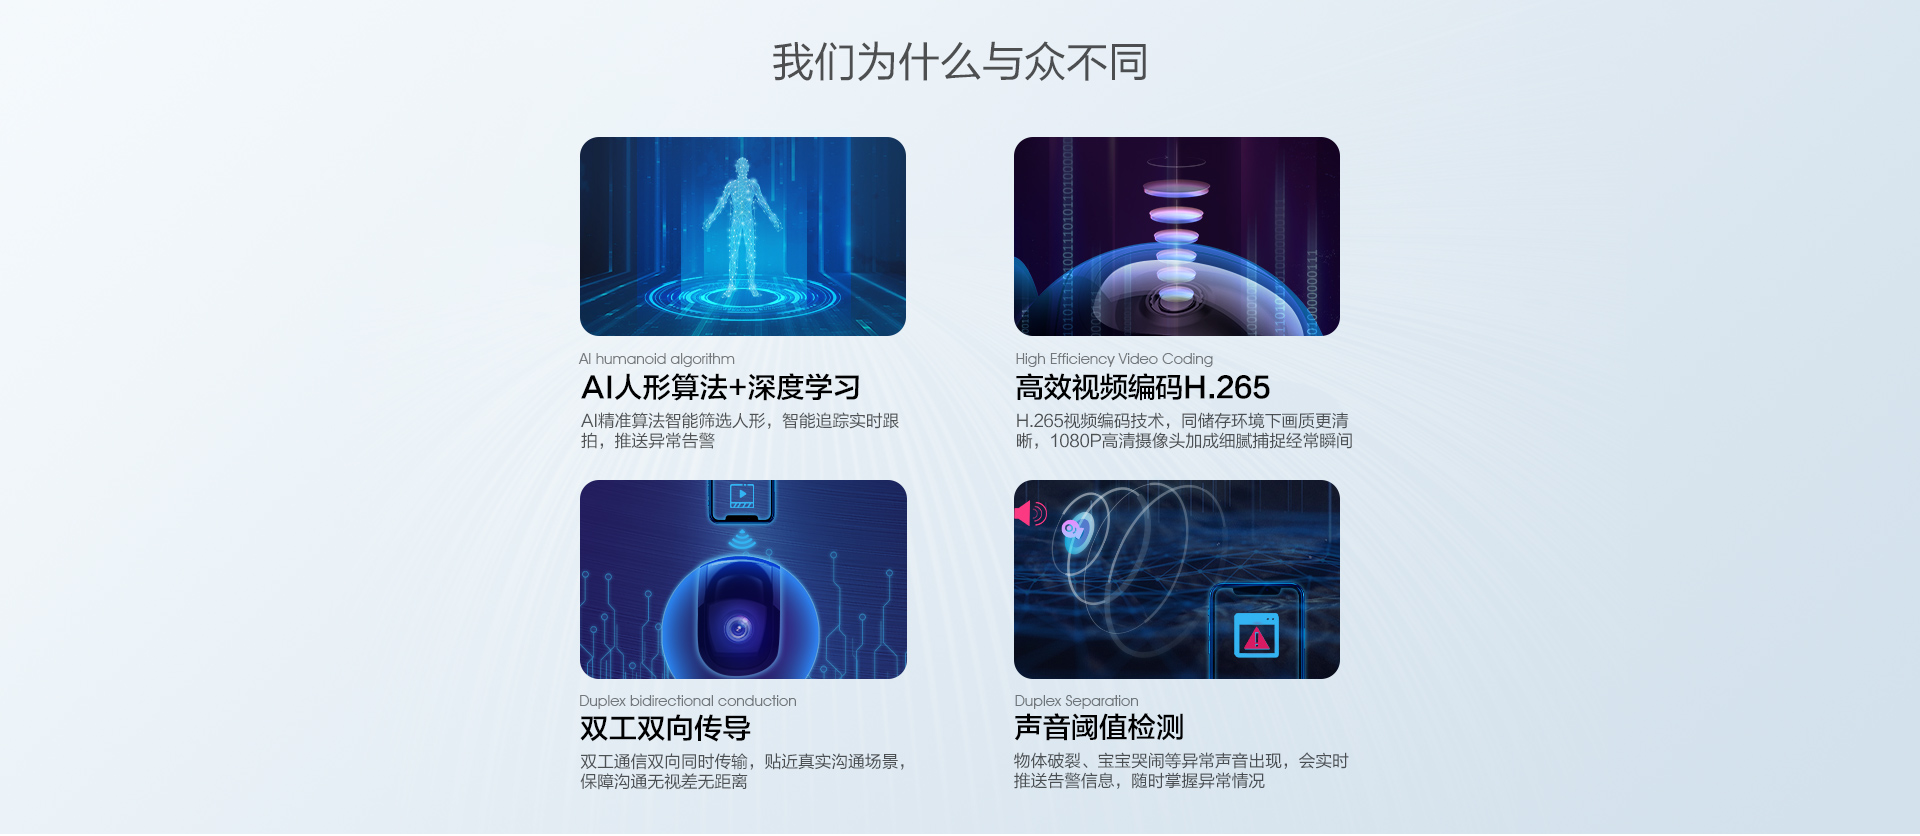 我们为什么与众不同
AI humanoid algorithm
AI人形算法+深度学习
AI精准算法智能筛选人形，智能追踪实时跟
拍，推送异常告警
High Efficiency Video Coding
高效视频编码H.265
H.265视频编码技术，同储存环境下画质更清
晰，1080P高清摄像头加成细腻捕捉经常瞬间
Duplex bidirectional conduction
双工双向传导
双工通信双向同时传输，贴近真实沟通场景，
保障沟通无视差无距离
Duplex Separation
声音阈值检测
物体破裂、宝宝哭闹等异常声音出现，会实时
推送告警信息，随时掌握异常情况